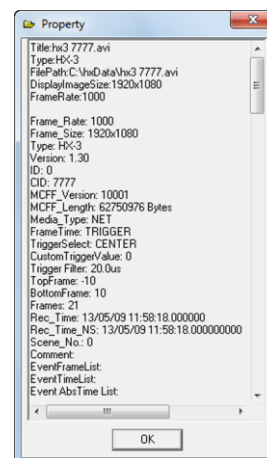 Property
Title:hx3 7777.avi
Type:HX-3
FilePath:C:\hxData\hx3 7777.avi
DisplayImageSize:1920x1080
FrameRate:1000
Frame_Rate: 1000
Frame_Size: 1920x1080
Type: HX-3
Version: 1.30
ID: 0
CID: 7777
MCFF_Version: 10001
MCFF_Length: 62750976 Bytes
Media_Type: NET
FrameTime: TRIGGER
TriggerSelect: CENTER
CustomTriggerValue: 0
Trigger Filter: 20.0us
TopFrame: -10
BottomFrame: 10
Frames: 21
Rec_Time: 13/05/09 11:58:18.000000
Rec_Time_NS: 13/05/09 11:58:18.000000000
Scene_No.: 0
Comment:
EventFrameList:
EventTimeList:
Event AbsTime List:
OK